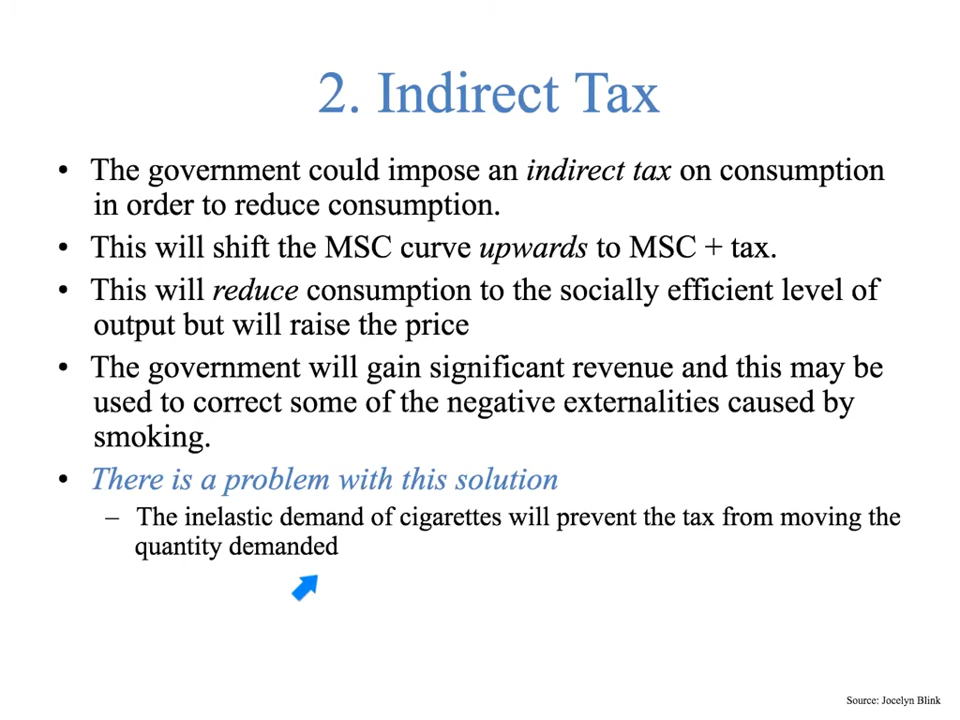 2. Indirect Tax
• The government could impose an indirect tax on consumption
in order to reduce consumption.
• This will shift the MSC curve upwards to MSC + tax.
• This will reduce consumption to the socially efficient level of
output but will raise the price
• The government will gain significant revenue and this may be
used to correct some of the negative externalities caused by
smoking.
• There is a problem with this solution
– The inelastic demand of cigarettes will prevent the tax from moving the
quantity demanded
Source: Jocelyn Blink